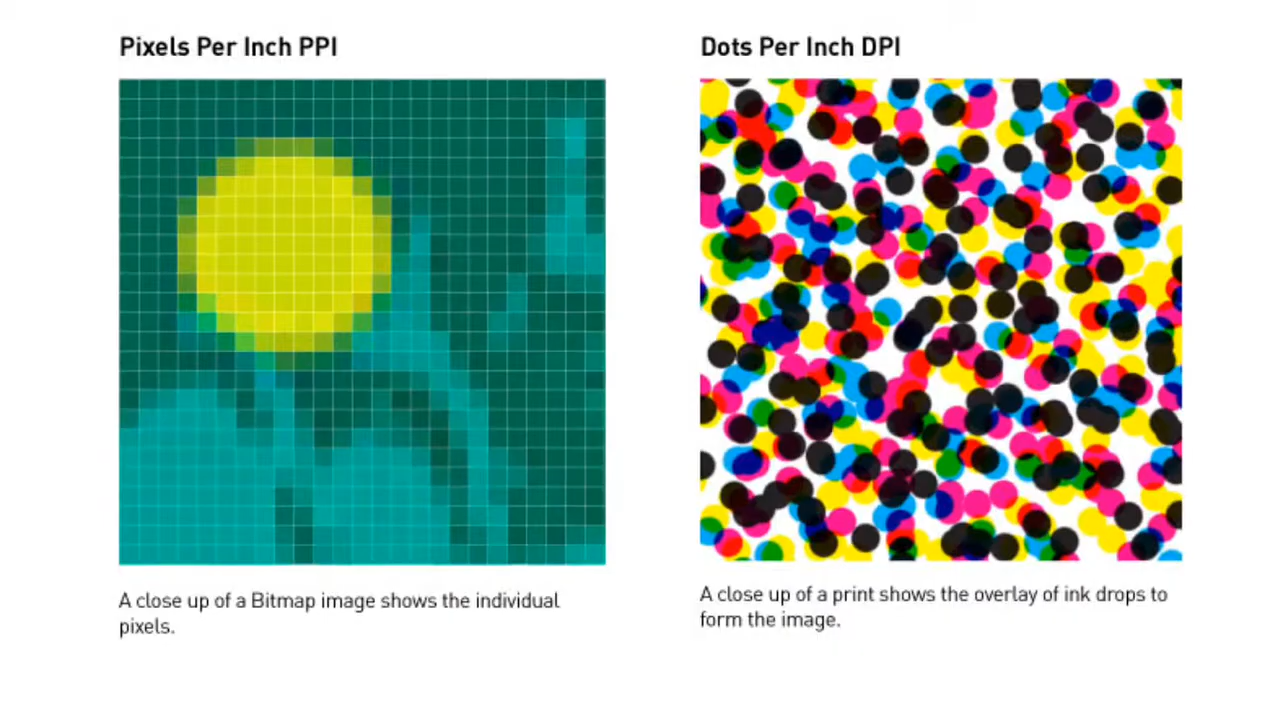 Pixels Per Inch PPI
A close up of a Bitmap image shows the individual
pixels.
Dots Per Inch DPI
A close up of a print shows the overlay of ink drops to
form the image.